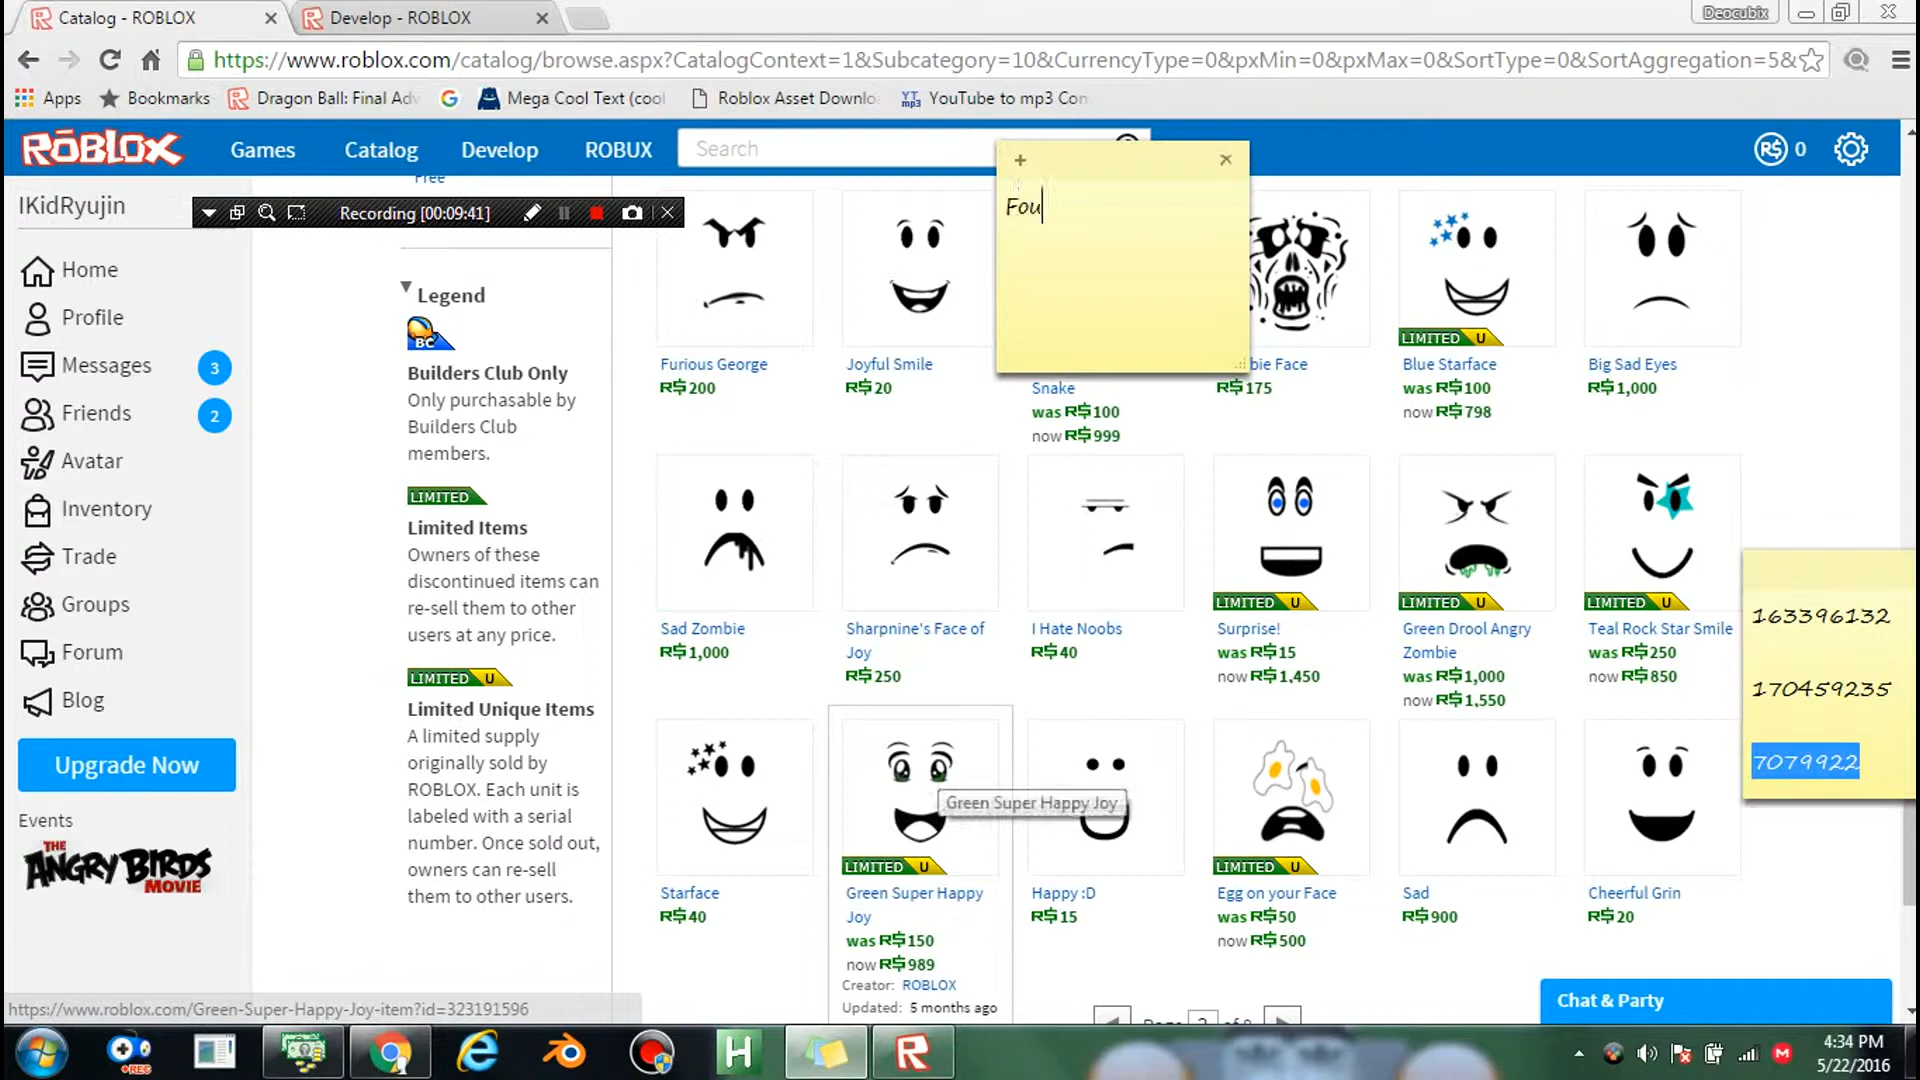 Catalog - ROBLOX
Develop - ROBLOX
Deocubix
https://www.roblox.com/catalog/browse.aspx?CatalogContext=1&Subcategory=10&CurrencyType=0&pxMin=0&pxMax=0&SortType=0&SortAggregation=5&
Apps
Bookmarks
Dragon Ball: Final Adv
Mega Cool Text (cool
Roblox Asset Downlo
YouTube to mp3 Con
ROBLOX
Games
Catalog
Develop
ROBUX
Search
R$ 0
IKidRyujin
Free
Recording [00:09:41]
Fou
Home
Profile
Messages 3
Friends 2
Avatar
Inventory
Trade
Groups
Forum
Blog
Upgrade Now
Events
THE
ANGRY BIRDS
MOVIE
Legend
BC
Builders Club Only
Only purchasable by
Builders Club
members.
LIMITED
Limited Items
Owners of these
discontinued items can
re-sell them to other
users at any price.
LIMITED U
Limited Unique Items
A limited supply
originally sold by
ROBLOX. Each unit is
labeled with a serial
number. Once sold out,
owners can re-sell
them to other users.
Furious George
R$200
Joyful Smile
R$20
Snake
was R$100
now R$999
bie Face
R$175
LIMITED U
Blue Starface
was R$100
now R$798
Big Sad Eyes
R$1,000
Sad Zombie
R$1,000
Sharpnine's Face of
Joy
R$250
I Hate Noobs
R$40
LIMITED U
Surprise!
was R$15
now R$1,450
LIMITED U
Green Drool Angry
Zombie
was R$1,000
now R$1,550
LIMITED U
Teal Rock Star Smile
was R$250
now R$850
Starface
R$40
Green Super Happy Joy
LIMITED U
Green Super Happy
Joy
was R$150
now R$989
Creator: ROBLOX
Updated: 5 months ago
Happy :D
R$15
LIMITED U
Egg on your Face
was R$50
now R$500
Sad
R$900
Cheerful Grin
R$20
163396132
170459235
7079922
Chat & Party
https://www.roblox.com/Green-Super-Happy-Joy-item?id=323191596
REC
4:34 PM
5/22/2016